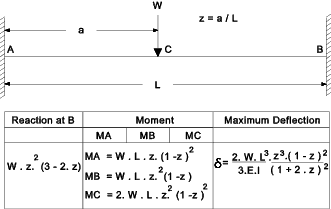 W
z = a / L
a
A
C
B
L
Reaction at B
Moment
Maximum Deflection
MA
MB
MC
W . z.² (3 - 2. z)
MA = W . L . z. (1 -z )²
MB = W . L . z.² (1 -z )
MC = 2. W . L . z² (1 -z )²
δ= 2. W. L³ . z³.( 1 - z )² / 3.E.I ( 1 + 2 . z )²